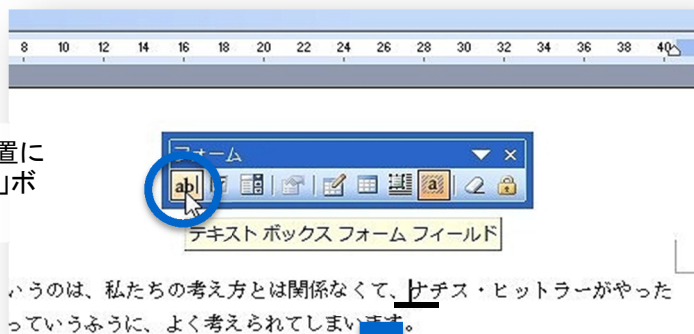 8 10 12 14 16 18 20 22 24 26 28 30 32 34 36 38 40
置に
」ボ
フォーム
ab
a
テキスト ボックス フォーム フィールド
いうのは、私たちの考え方とは関係なくて、ナチス・ヒットラーがやった
っていうふうに、よく考えられてしまいます。